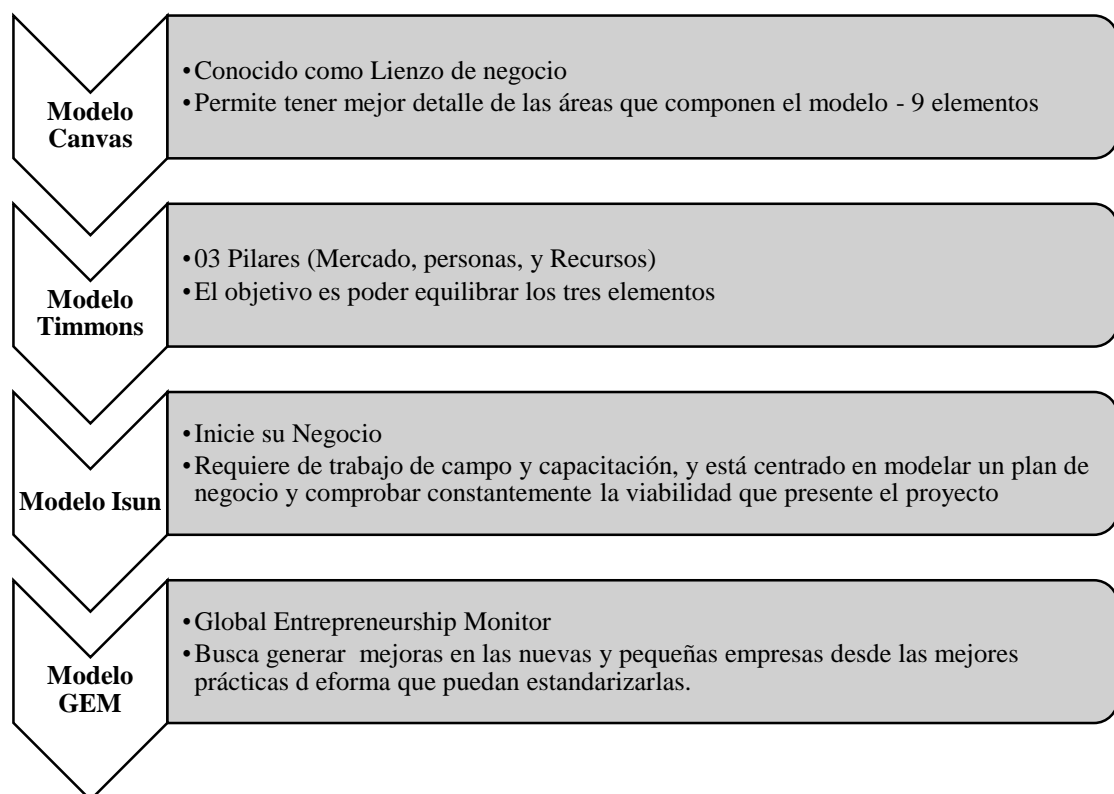 Modelo
Canvas
•Conocido como Lienzo de negocio
•Permite tener mejor detalle de las áreas que componen el modelo - 9 elementos
Modelo
Timmons
•03 Pilares (Mercado, personas, y Recursos)
•El objetivo es poder equilibrar los tres elementos
Modelo Isun
•Inicie su Negocio
•Requiere de trabajo de campo y capacitación, y está centrado en modelar un plan de
negocio y comprobar constantemente la viabilidad que presente el proyecto
Modelo
GEM
•Global Entrepreneurship Monitor
•Busca generar  mejoras en las nuevas y pequeñas empresas desde las mejores
prácticas d eforma que puedan estandarizarlas.